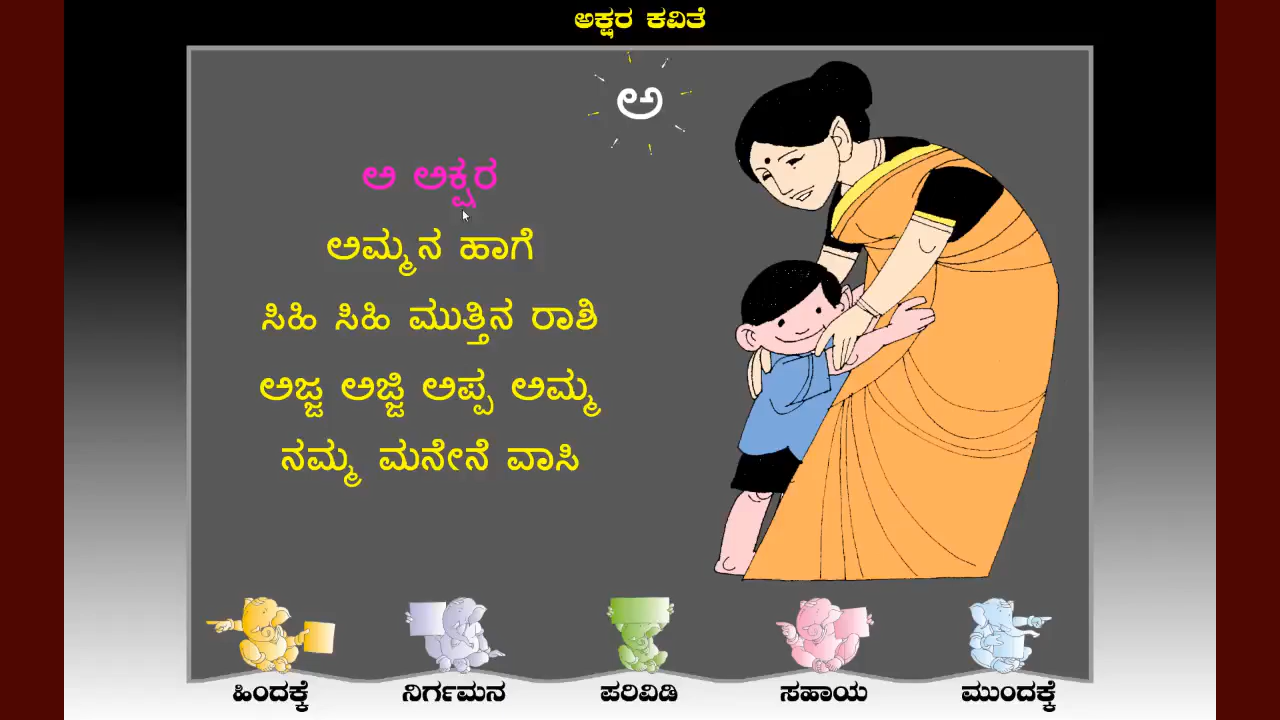 ಅಕ್ಷರ ಕವಿತೆ
ಅ
ಅ ಅಕ್ಷರ
ಅಮ್ಮನ ಹಾಗೆ
ಸಿಹಿ ಸಿಹಿ ಮುತ್ತಿನ ರಾಶಿ
ಅಜ್ಜ ಅಜ್ಜಿ ಅಪ್ಪ ಅಮ್ಮ
ನಮ್ಮ ಮನೇನೆ ವಾಸಿ
ಹಿಂದಕ್ಕೆ ನಿರ್ಗಮನ ಪರಿವಿಡಿ ಸಹಾಯ ಮುಂದಕ್ಕೆ